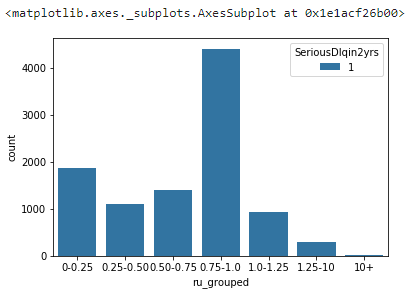 <matplotlib.axes._subplots.AxesSubplot at 0x1e1acf26b00>
SeriousDlqin2yrs
1
4000
3000
2000
1000
0
count
0-0.25 0.25-0.50 0.50-0.75 0.75-1.0 1.0-1.25 1.25-10 10+
ru_grouped